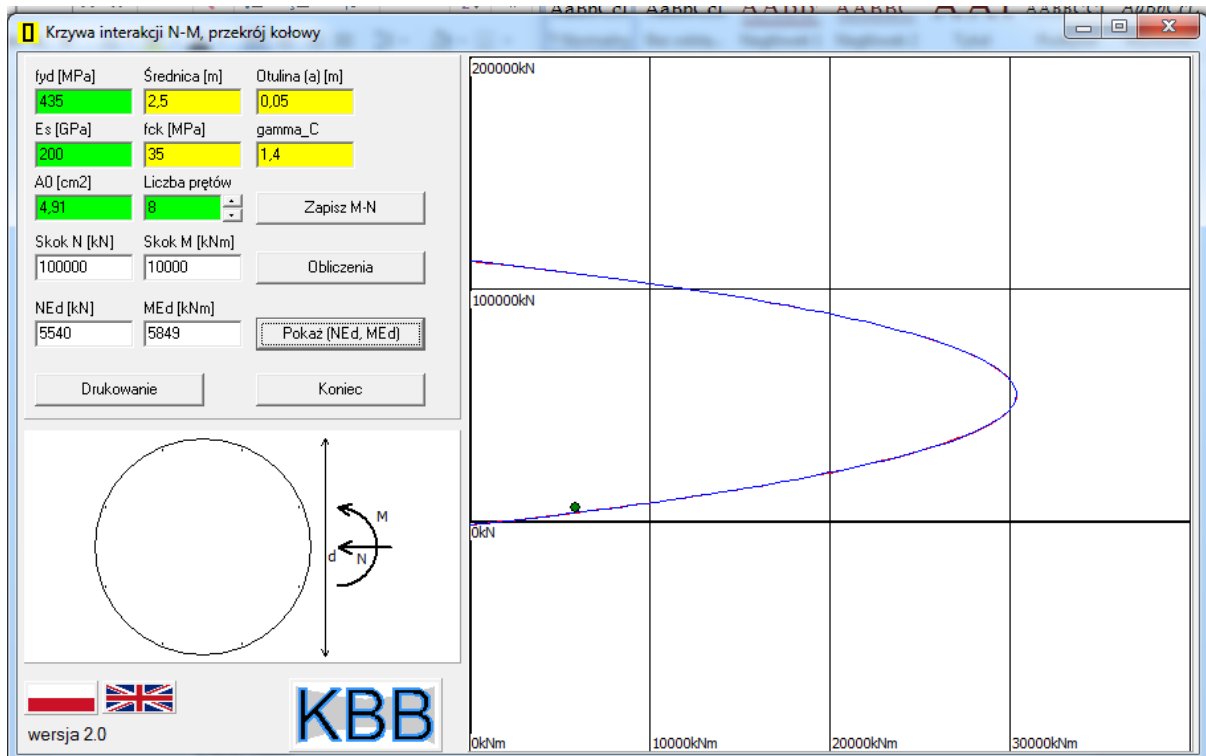 Krzywa interakcji N-M, przekrój kołowy
fyd [MPa] Średnica [m] Otulina (a) [m]
435 2,5 0,05
Es [GPa] fck [MPa] gamma_C
200 35 1,4
A0 [cm2] Liczba prętów
4,91 8 Zapisz M-N
Skok N [kN] Skok M [kNm]
100000 10000 Obliczenia
NEd [kN] MEd [kNm]
5540 5849 Pokaż (NEd, MEd)
Drukowanie Koniec
M
d N
KBB
wersja 2.0
200000kN
100000kN
0kN
0kNm 10000kNm 20000kNm 30000kNm